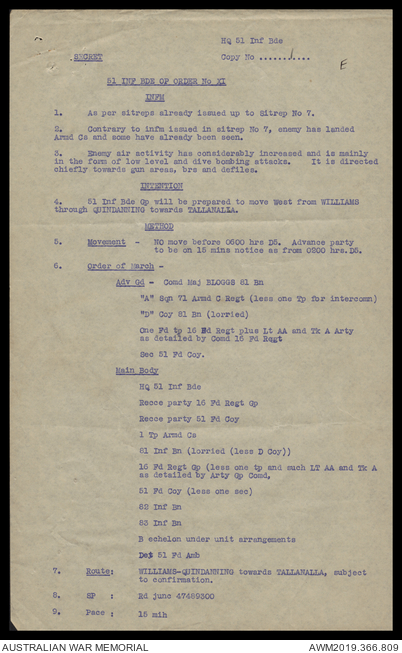 HQ 51 Inf Bde
SECRET
Copy No ....1......
E
51 INF BDE OP ORDER No XI
INFM
1. As per sitreps already issued up to Sitrep No 7.
2. Contrary to infm issued in sitrep No 7, enemy has landed
Armd Cs and some have already been seen.
3. Enemy air activity has considerably increased and is mainly
in the form of low level and dive bombing attacks. It is directed
chiefly towards gun areas, brs and defiles.
INTENTION
4. 51 Inf Bde Gp will be prepared to move West from WILLIAMS
through QUINDANNING towards TALLANALLA.
METHOD
5. Movement - NO move before 0600 hrs D5. Advance party
to be on 15 mins notice as from 0200 hrs.D5.
6. Order of March -
Adv Gd - Comd Maj BLOGGS 81 Bn
"A" Sqn 71 Armd C Regt (less one Tp for intercomn)
"D" Coy 81 Bn (lorried)
One Fd tp 16 Fd Regt plus Lt AA and Tk A Arty
as detailed by Comd 16 Fd Regt
Sec 51 Fd Coy.
Main Body
HQ 51 Inf Bde
Recce party 16 Fd Regt Gp
Recce party 51 Fd Coy
1 Tp Armd Cs
81 Inf Bn (lorried (less D Coy))
16 Fd Regt Gp (less one tp and such LT AA and Tk A
as detailed by Arty Gp Comd,
51 Fd Coy (less one sec)
82 Inf Bn
83 Inf Bn
B echelon under unit arrangements
Det 51 Fd Amb
7. Route: WILLIAMS-QUINDANNING towards TALLANALLA, subject
to confirmation.
8. SP : Rd junc 47489300
9. Pace : 15 mih
AUSTRALIAN WAR MEMORIAL
AWM2019.366.809